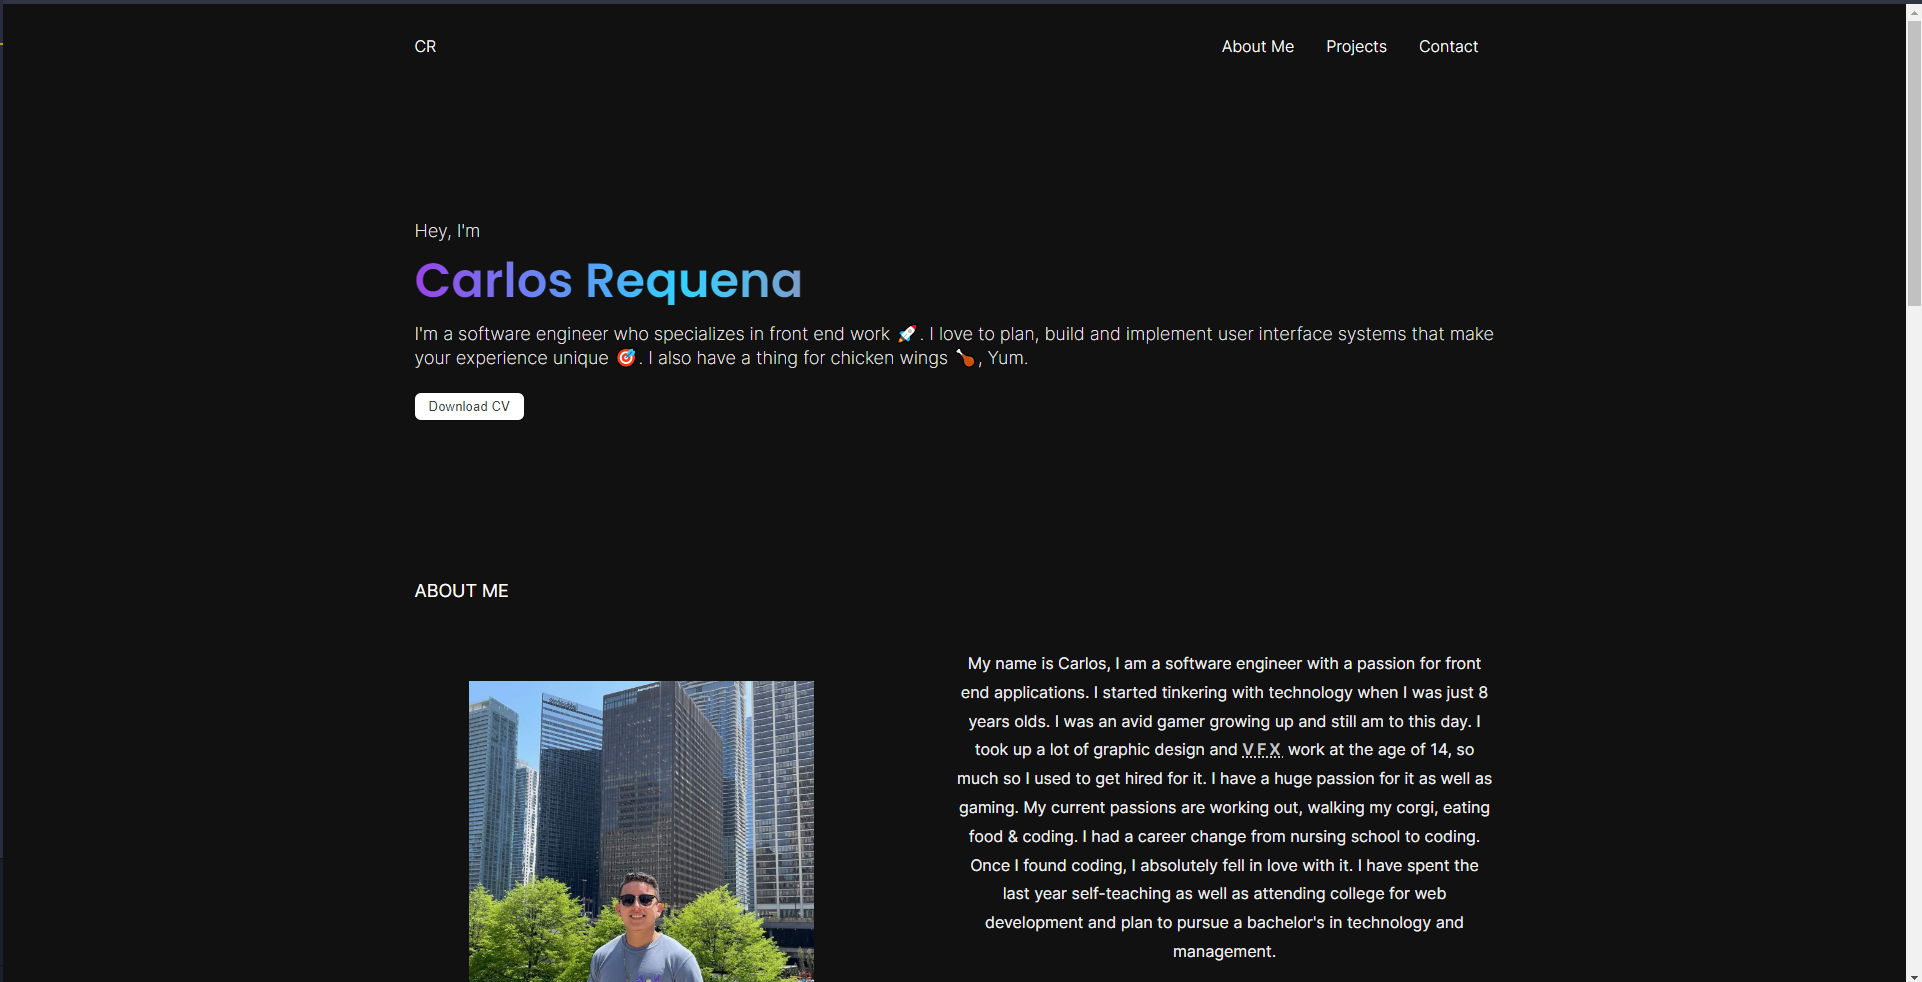 CR
About Me Projects Contact
Hey, I'm
Carlos Requena
I'm a software engineer who specializes in front end work 🚀. I love to plan, build and implement user interface systems that make
your experience unique 🎯. I also have a thing for chicken wings 🍗, Yum.
Download CV
ABOUT ME
My name is Carlos, I am a software engineer with a passion for front
end applications. I started tinkering with technology when I was just 8
years olds. I was an avid gamer growing up and still am to this day. I
took up a lot of graphic design and VFX work at the age of 14, so
much so I used to get hired for it. I have a huge passion for it as well as
gaming. My current passions are working out, walking my corgi, eating
food & coding. I had a career change from nursing school to coding.
Once I found coding, I absolutely fell in love with it. I have spent the
last year self-teaching as well as attending college for web
development and plan to pursue a bachelor's in technology and
management.